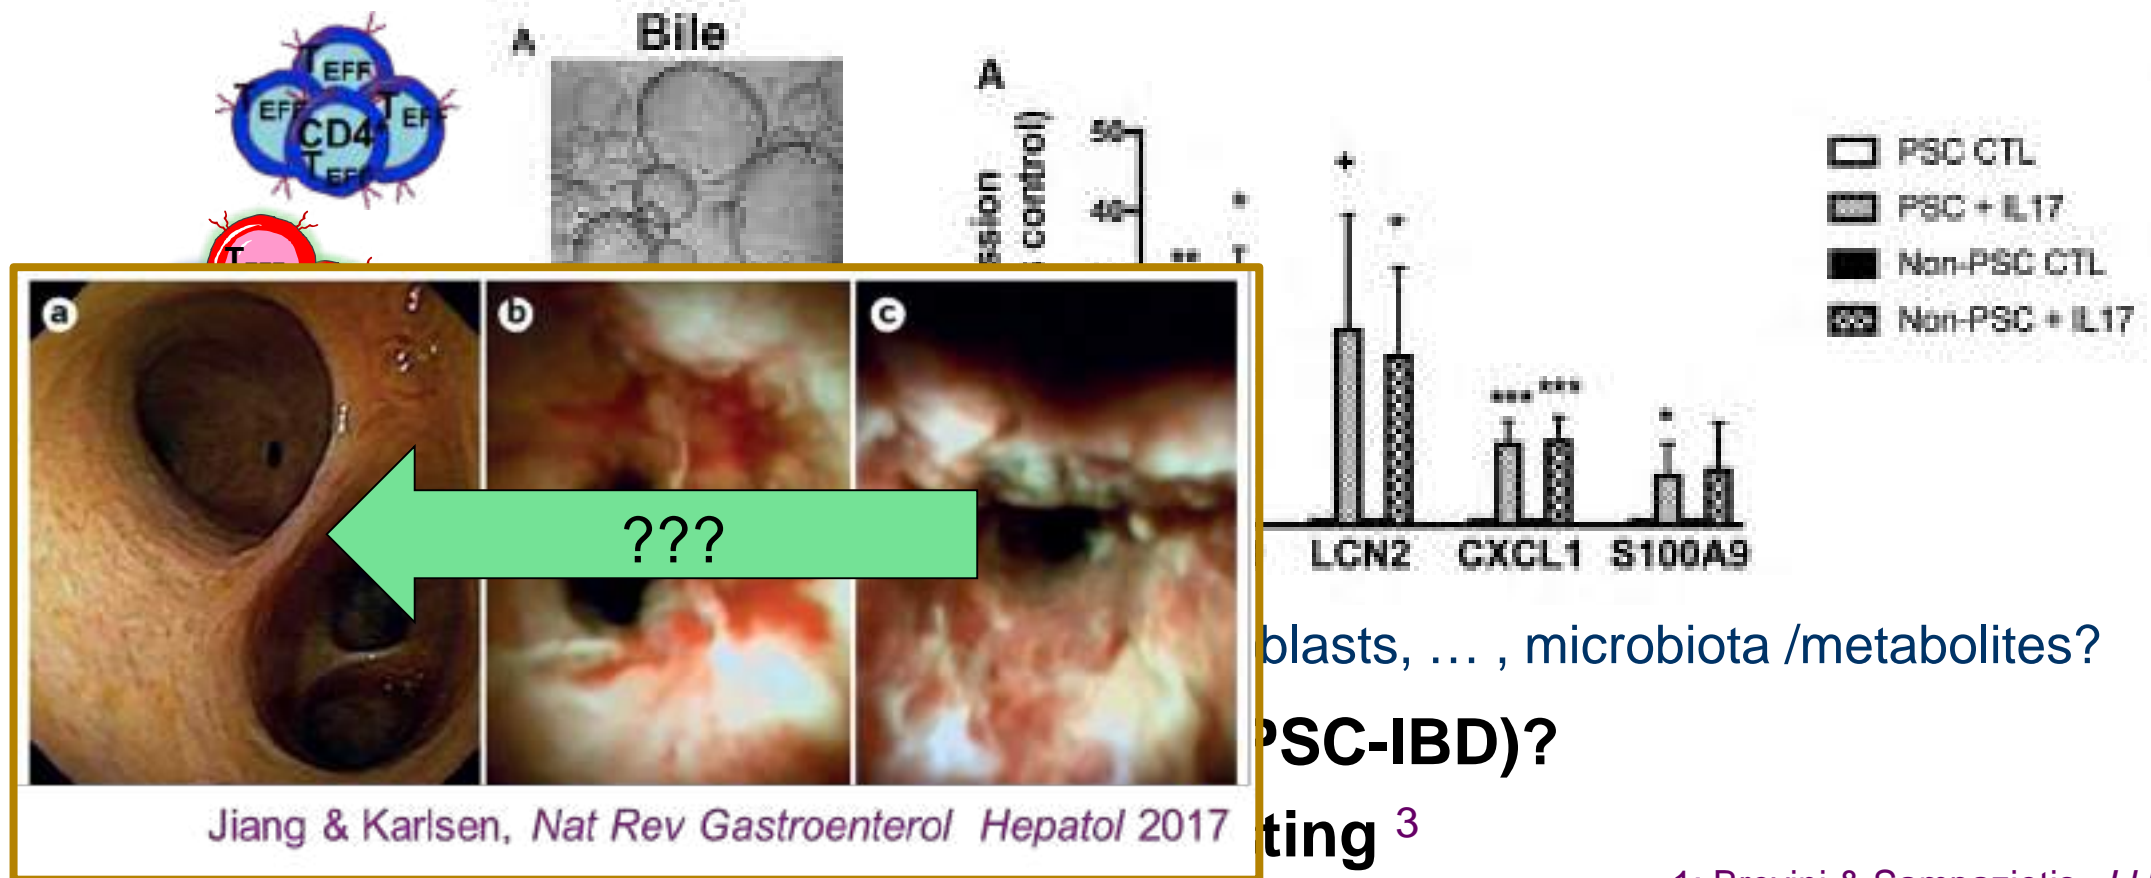 A Bile
T EFF
T EFF
T EFF
CD4+
T EFF
A
control)
50
40
**
*
+
*
***
***
*
PSC CTL
PSC + IL17
Non-PSC CTL
Non-PSC + IL17
LCN2 CXCL1 S100A9
a b c
???
Jiang & Karlsen, Nat Rev Gastroenterol Hepatol 2017
blasts, … , microbiota /metabolites?
PSC-IBD)?
ting 3